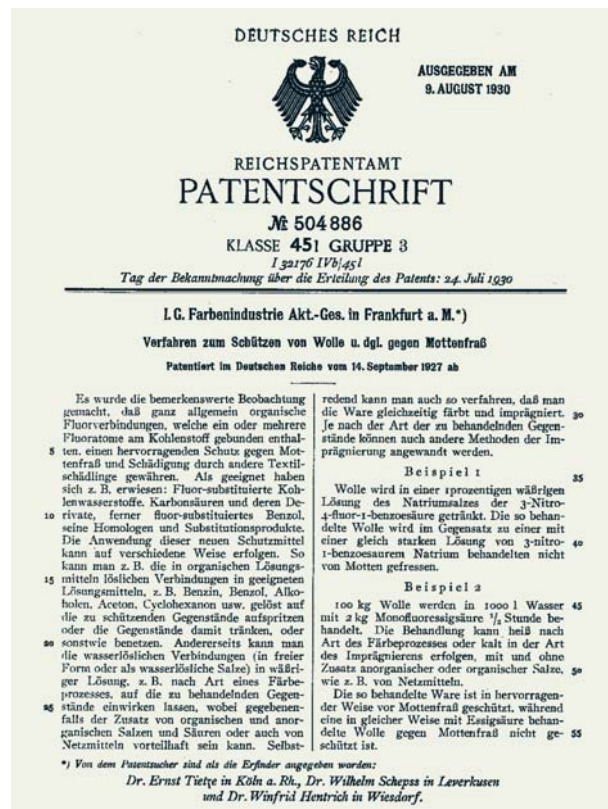 DEUTSCHES REICH
AUSGEGEBEN AM
9. AUGUST 1930
REICHSPATENTAMT
PATENTSCHRIFT
№ 504886
KLASSE 45l GRUPPE 3
I 32176 IVb/45l
Tag der Bekanntmachung über die Erteilung des Patents: 24. Juli 1930
I. G. Farbenindustrie Akt.-Ges. in Frankfurt a. M.*)
Verfahren zum Schützen von Wolle u. dgl. gegen Mottenfraß
Patentiert im Deutschen Reiche vom 14. September 1927 ab
Es wurde die bemerkenswerte Beobachtung
gemacht, daß ganz allgemein organische
Fluorverbindungen, welche ein oder mehrere
Fluoratome am Kohlenstoff gebunden enthal-
5 ten, einen hervorragenden Schutz gegen Mot-
tenfraß und Schädigung durch andere Textil-
schädlinge gewähren. Als geeignet haben
sich z. B. erwiesen: Fluor-substituierte Koh-
lenwasserstoffe, Karbonsäuren und deren De-
10 rivate, ferner fluor-substituiertes Benzol,
seine Homologen und Substitutionsprodukte.
Die Anwendung dieser neuen Schutzmittel
kann auf verschiedene Weise erfolgen. So
kann man z. B. die in organischen Lösungs-
15 mitteln löslichen Verbindungen in geeigneten
Lösungsmitteln, z. B. Benzin, Benzol, Alko-
holen, Aceton, Cyclohexanon usw. gelöst auf
die zu schützenden Gegenstände aufspritzen
oder die Gegenstände damit tränken, oder
20 sonstwie benetzen. Andererseits kann man
die wasserlöslichen Verbindungen (in freier
Form oder als wasserlösliche Salze) in wäßri-
ger Lösung, z. B. nach Art eines Färbe-
prozesses, auf die zu behandelnden Gegen-
25 stände einwirken lassen, wobei gegebenen-
falls der Zusatz von organischen und anor-
ganischen Salzen und Säuren oder auch von
Netzmitteln vorteilhaft sein kann. Selbst-
redend kann man auch so verfahren, daß man
die Ware gleichzeitig färbt und imprägniert. 30
Je nach der Art der zu behandelnden Gegen-
stände können auch andere Methoden der Im-
prägnierung angewandt werden.
Beispiel 1
35
Wolle wird in einer 1prozentigen wäßrigen
Lösung des Natriumsalzes der 3-Nitro-
4-fluor-1-benzoesäure getränkt. Die so behan-
delte Wolle wird im Gegensatz zu einer mit
einer gleich starken Lösung von 3-nitro- 40
1-benzoesaurem Natrium behandelten nicht
von Motten gefressen.
Beispiel 2
100 kg Wolle werden in 1000 l Wasser 45
mit 2 kg Monofluoressigsäure ½ Stunde be-
handelt. Die Behandlung kann heiß nach
Art des Färbeprozesses oder kalt in der Art
des Imprägnierens erfolgen, mit und ohne
Zusatz anorganischer oder organischer Salze, 50
wie z. B. von Netzmitteln.
Die so behandelte Ware ist in hervorragen-
der Weise vor Mottenfraß geschützt, während
eine in gleicher Weise mit Essigsäure behan-
delte Wolle gegen Mottenfraß nicht ge- 55
schützt ist.
*) Von dem Patentsucher sind als die Erfinder angegeben worden:
Dr. Ernst Tietze in Köln a. Rh., Dr. Wilhelm Schepss in Leverkusen
und Dr. Winfrid Hentrich in Wiesdorf.